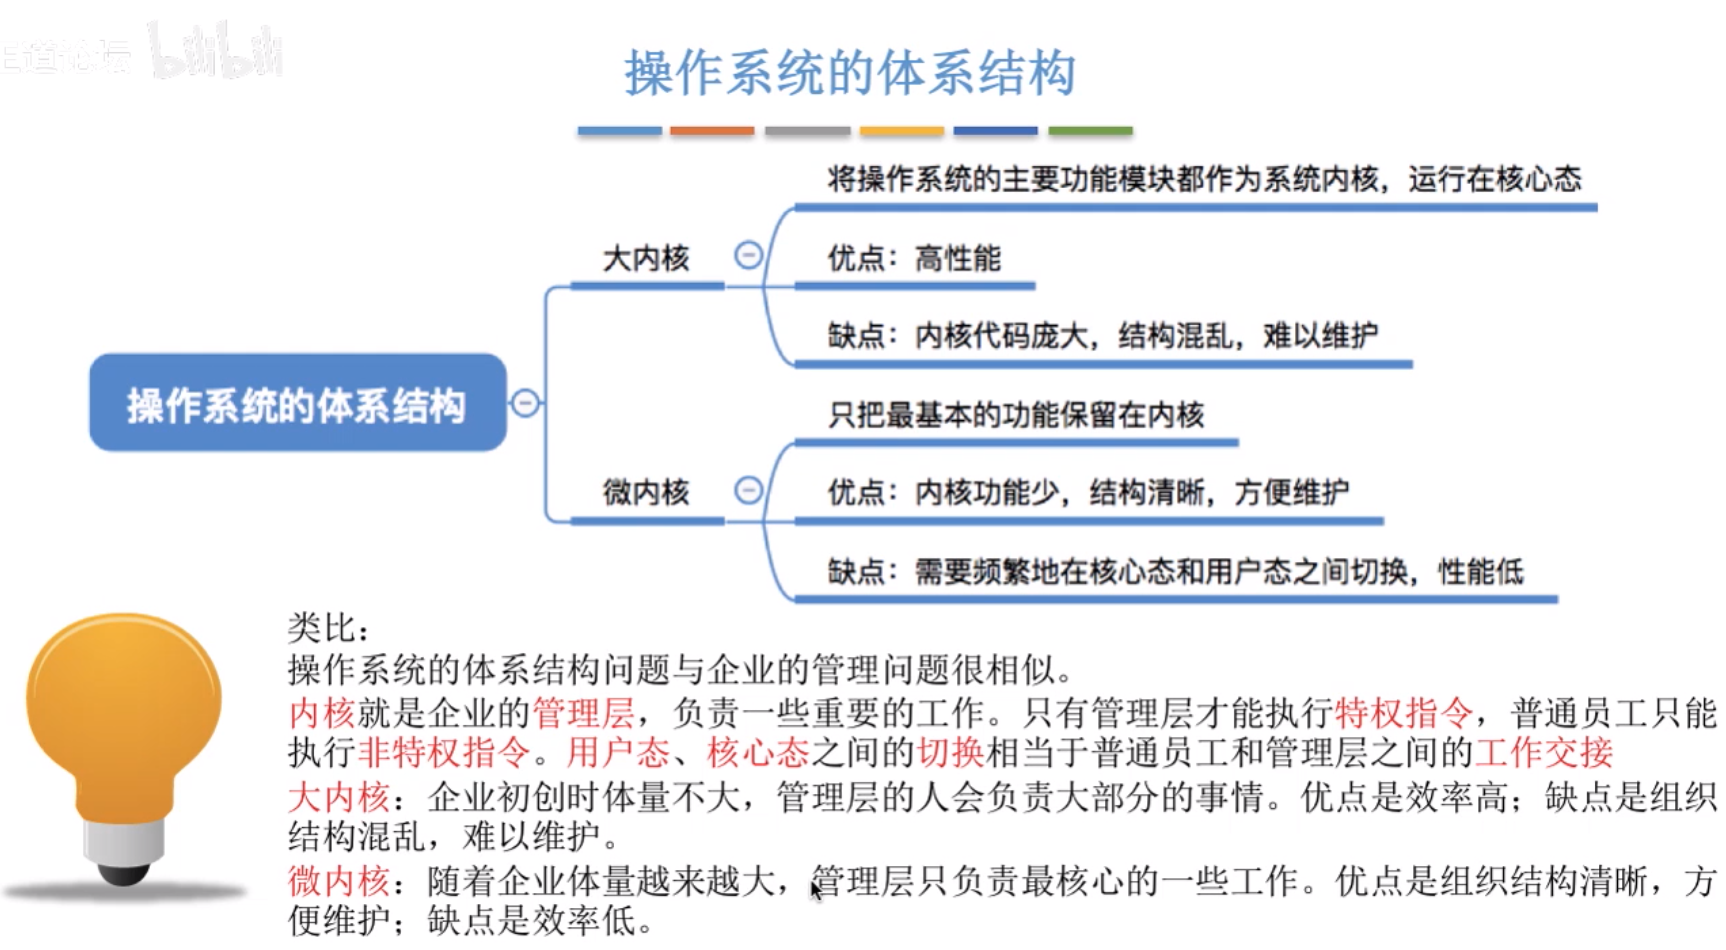 王道论坛 bilibili
操作系统的体系结构
将操作系统的主要功能模块都作为系统内核，运行在核心态
大内核
优点：高性能
缺点：内核代码庞大，结构混乱，难以维护
操作系统的体系结构
只把最基本的功能保留在内核
微内核
优点：内核功能少，结构清晰，方便维护
缺点：需要频繁地在核心态和用户态之间切换，性能低
类比：
操作系统的体系结构问题与企业的管理问题很相似。
内核就是企业的管理层，负责一些重要的工作。只有管理层才能执行特权指令，普通员工只能
执行非特权指令。用户态、核心态之间的切换相当于普通员工和管理层之间的工作交接
大内核：企业初创时体量不大，管理层的人会负责大部分的事情。优点是效率高；缺点是组织
结构混乱，难以维护。
微内核：随着企业体量越来越大，管理层只负责最核心的一些工作。优点是组织结构清晰，方
便维护；缺点是效率低。